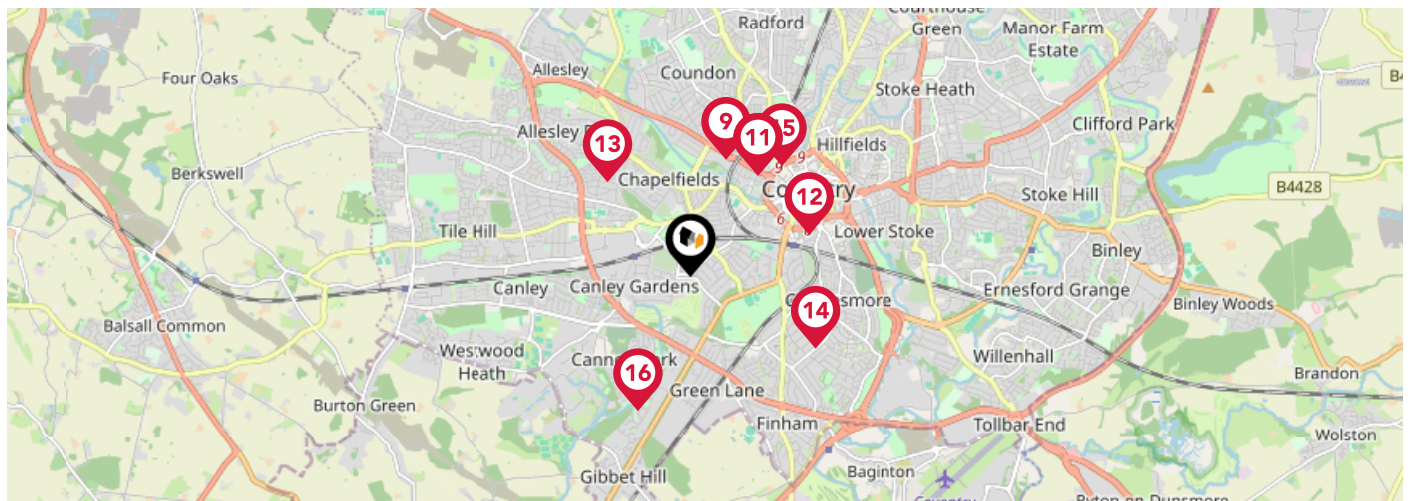 Radford
Courthouse
Green
Manor Farm
Estate
Four Oaks
Allesley
Coundon
Stoke Heath
Clifford Park
9
15
11
Allesley
13
Hillfields
9
9
Berkswell
Chapelfields
Stoke Hill
B4428
12
6
Tile Hill
Lower Stoke
Binley
Canley
Canley Gardens
Ernesford Grange
Binley Woods
14
Balsall Common
Westwood
Heath
Willenhall
16
Green Lane
Brandon
Burton Green
Finham
Tollbar End
Wolston
Gibbet Hill
Baginton